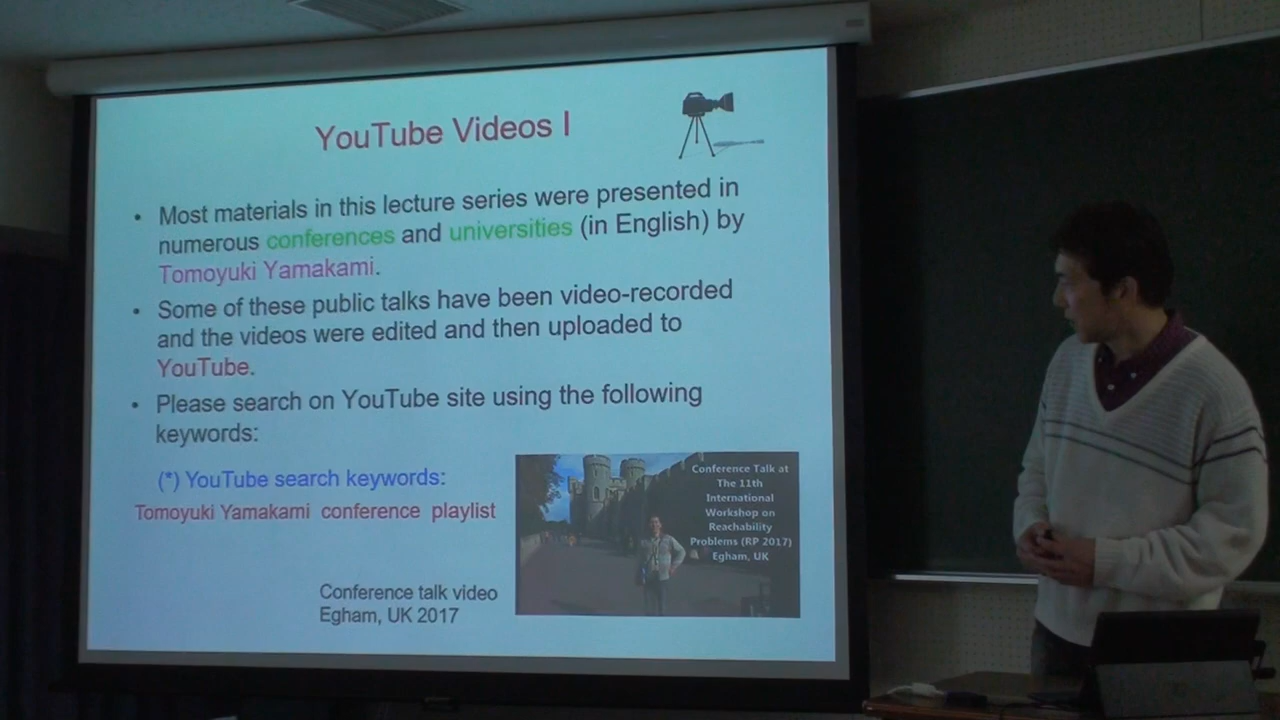 YouTube Videos I
• Most materials in this lecture series were presented in
numerous conferences and universities (in English) by
Tomoyuki Yamakami.
• Some of these public talks have been video-recorded
and the videos were edited and then uploaded to
YouTube.
• Please search on YouTube site using the following
keywords:
(*) YouTube search keywords:
Tomoyuki Yamakami conference playlist
Conference Talk at
The 11th
International
Workshop on
Reachability
Problems (RP 2017)
Egham, UK
Conference talk video
Egham, UK 2017